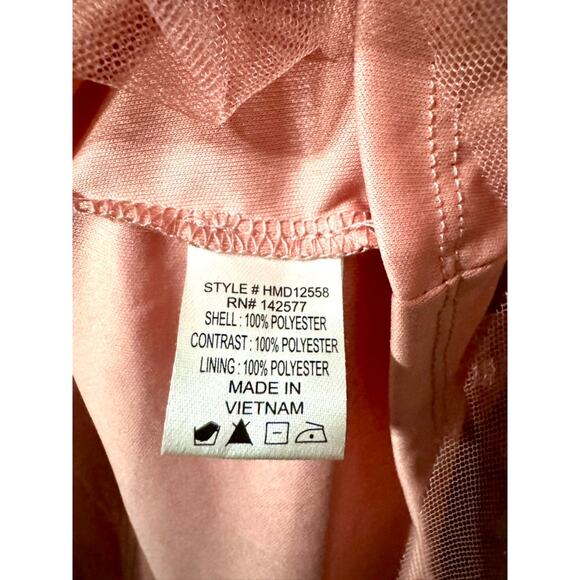 STYLE # HMD12558
RN# 142577
SHELL : 100% POLYESTER
CONTRAST : 100% POLYESTER
LINING : 100% POLYESTER
MADE IN
VIETNAM